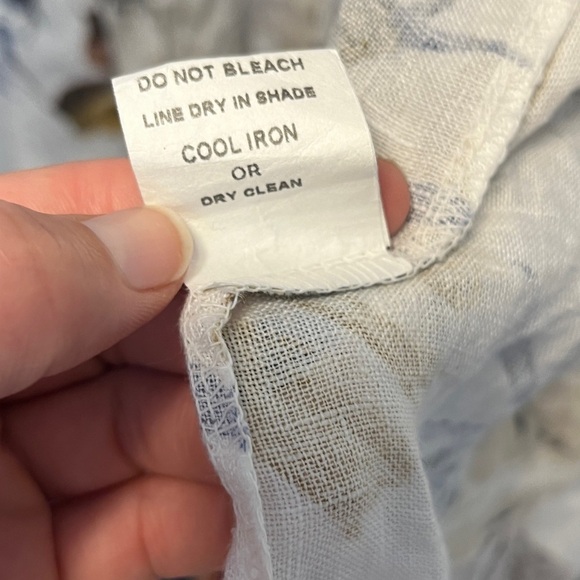 DO NOT BLEACH
LINE DRY IN SHADE
COOL IRON
OR
DRY CLEAN